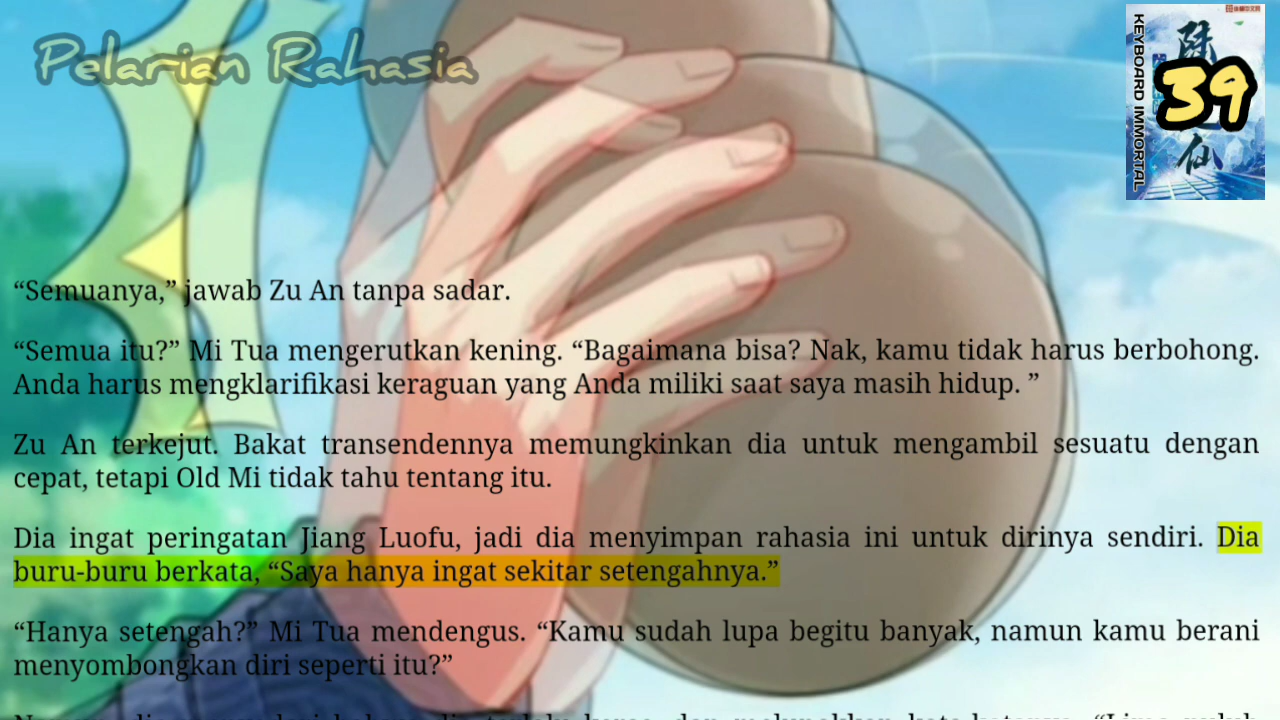 Pelarian Rahasia
KEYBOARD IMMORTAL
39
陆
仙
“Semuanya,” jawab Zu An tanpa sadar.
“Semua itu?” Mi Tua mengerutkan kening. “Bagaimana bisa? Nak, kamu tidak harus berbohong.
Anda harus mengklarifikasi keraguan yang Anda miliki saat saya masih hidup. ”
Zu An terkejut. Bakat transendennya memungkinkan dia untuk mengambil sesuatu dengan
cepat, tetapi Old Mi tidak tahu tentang itu.
Dia ingat peringatan Jiang Luofu, jadi dia menyimpan rahasia ini untuk dirinya sendiri. Dia
buru-buru berkata, “Saya hanya ingat sekitar setengahnya.”
“Hanya setengah?” Mi Tua mendengus. “Kamu sudah lupa begitu banyak, namun kamu berani
menyombongkan diri seperti itu?”